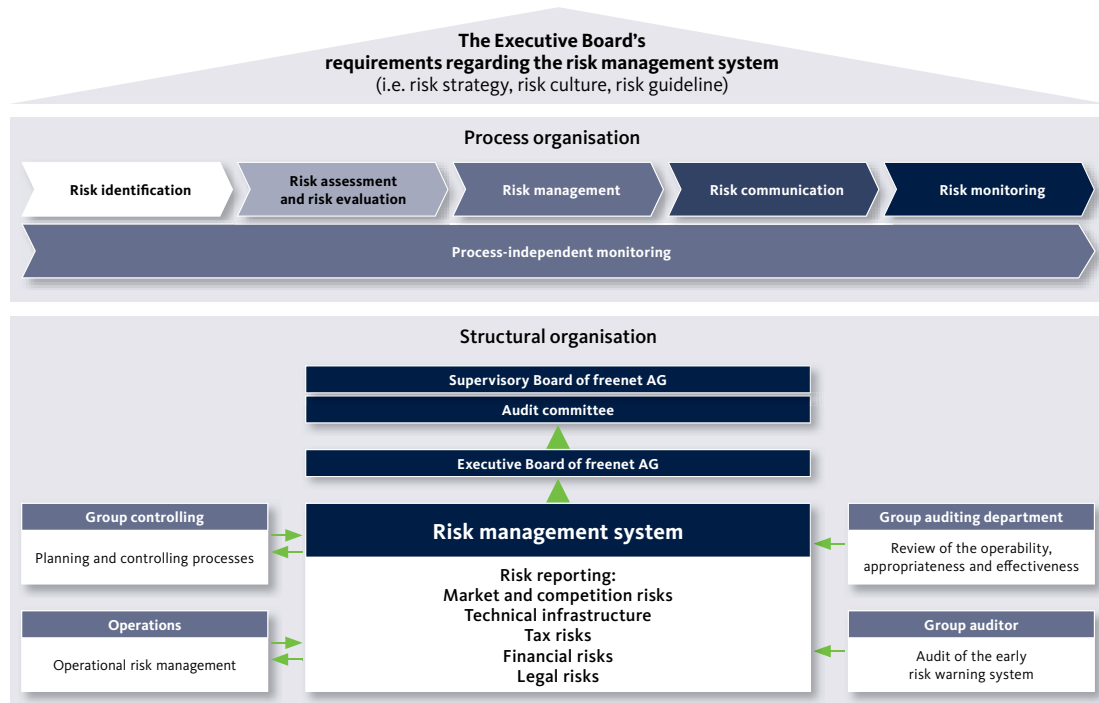 The Executive Board's
requirements regarding the risk management system
(i.e. risk strategy, risk culture, risk guideline)
Process organisation
Risk identification
Risk assessment
and risk evaluation
Risk management
Risk communication
Risk monitoring
Process-independent monitoring
Structural organisation
Supervisory Board of freenet AG
Audit committee
Executive Board of freenet AG
Group controlling
Planning and controlling processes
Operations
Operational risk management
Risk management system
Risk reporting:
Market and competition risks
Technical infrastructure
Tax risks
Financial risks
Legal risks
Group auditing department
Review of the operability,
appropriateness and effectiveness
Group auditor
Audit of the early
risk warning system